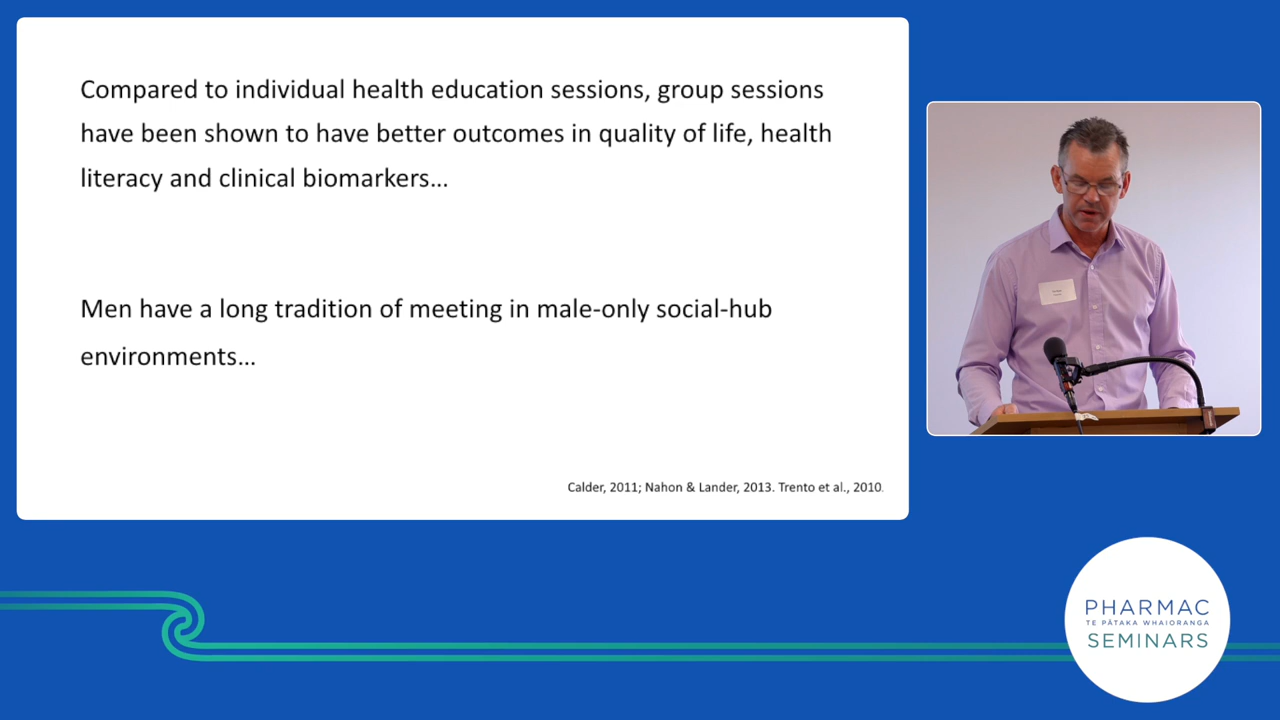 Compared to individual health education sessions, group sessions
have been shown to have better outcomes in quality of life, health
literacy and clinical biomarkers...
Men have a long tradition of meeting in male-only social-hub
environments...
Calder, 2011; Nahon & Lander, 2013. Trento et al., 2010.
PHARMAC
TE PĀTAKA WHAIORANGA
SEMINARS